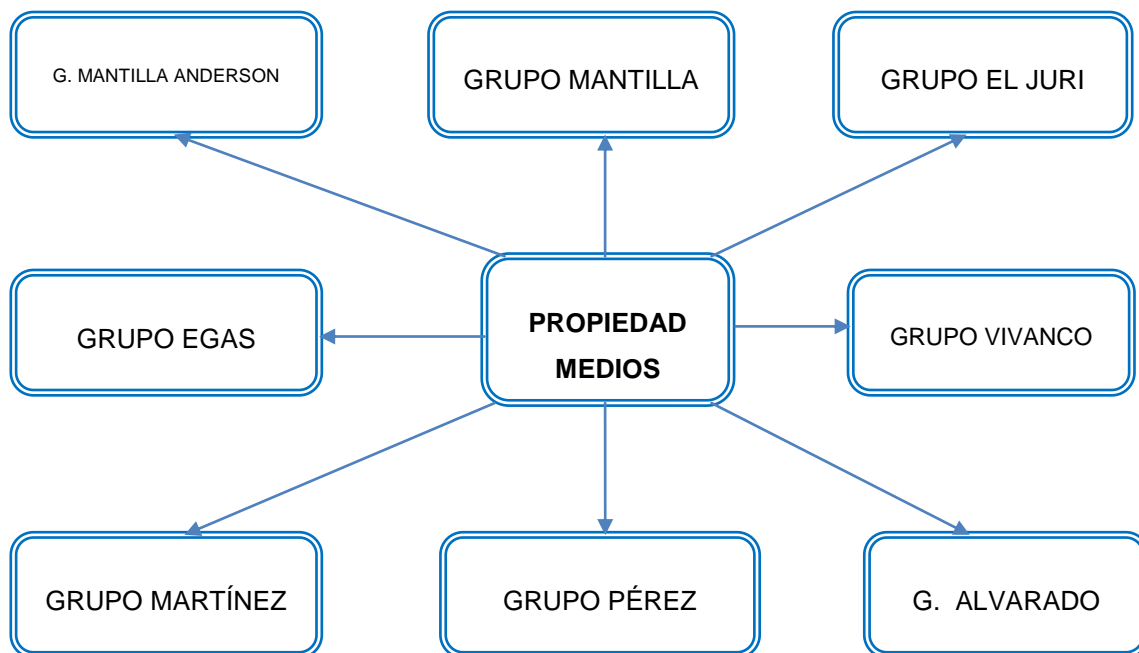 G. MANTILLA ANDERSON
GRUPO MANTILLA
GRUPO EL JURI
GRUPO EGAS
PROPIEDAD
MEDIOS
GRUPO VIVANCO
GRUPO MARTÍNEZ
GRUPO PÉREZ
G. ALVARADO